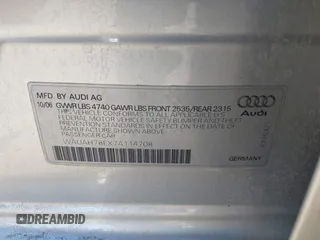 MFD. BY AUDI AG
10/06 GVWR LBS 4740 GAWR LBS FRONT 2535/REAR 2315
THIS VEHICLE CONFORMS TO ALL APPLICABLE U.S.
FEDERAL MOTOR VEHICLE SAFETY BUMPER AND THEFT
PREVENTION STANDARDS IN EFFECT ON THE DATE OF
MANUFACTURE SHOWN ABOVE.
PASSENGER CAR
Audi
GERMANY
DREAMBID